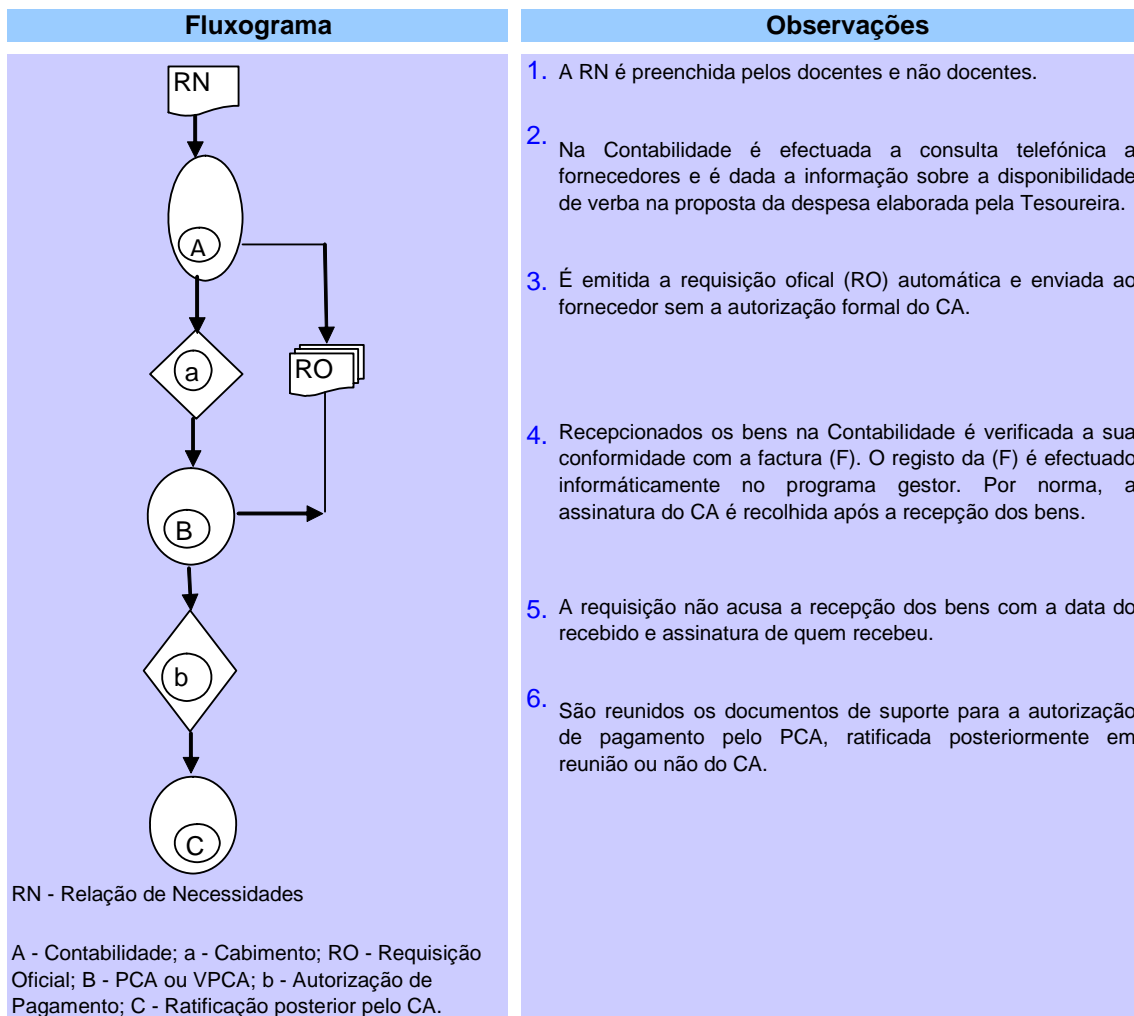 Fluxograma
RN
A
a
RO
B
b
C
RN - Relação de Necessidades
A - Contabilidade; a - Cabimento; RO - Requisição
Oficial; B - PCA ou VPCA; b - Autorização de
Pagamento; C - Ratificação posterior pelo CA.
Observações
1. A RN é preenchida pelos docentes e não docentes.
2. Na Contabilidade é efectuada a consulta telefónica a
fornecedores e é dada a informação sobre a disponibilidade
de verba na proposta da despesa elaborada pela Tesoureira.
3. É emitida a requisição ofical (RO) automática e enviada ao
fornecedor sem a autorização formal do CA.
4. Recepcionados os bens na Contabilidade é verificada a sua
conformidade com a factura (F). O registo da (F) é efectuado
informáticamente no programa gestor. Por norma, a
assinatura do CA é recolhida após a recepção dos bens.
5. A requisição não acusa a recepção dos bens com a data do
recebido e assinatura de quem recebeu.
6. São reunidos os documentos de suporte para a autorização
de pagamento pelo PCA, ratificada posteriormente em
reunião ou não do CA.